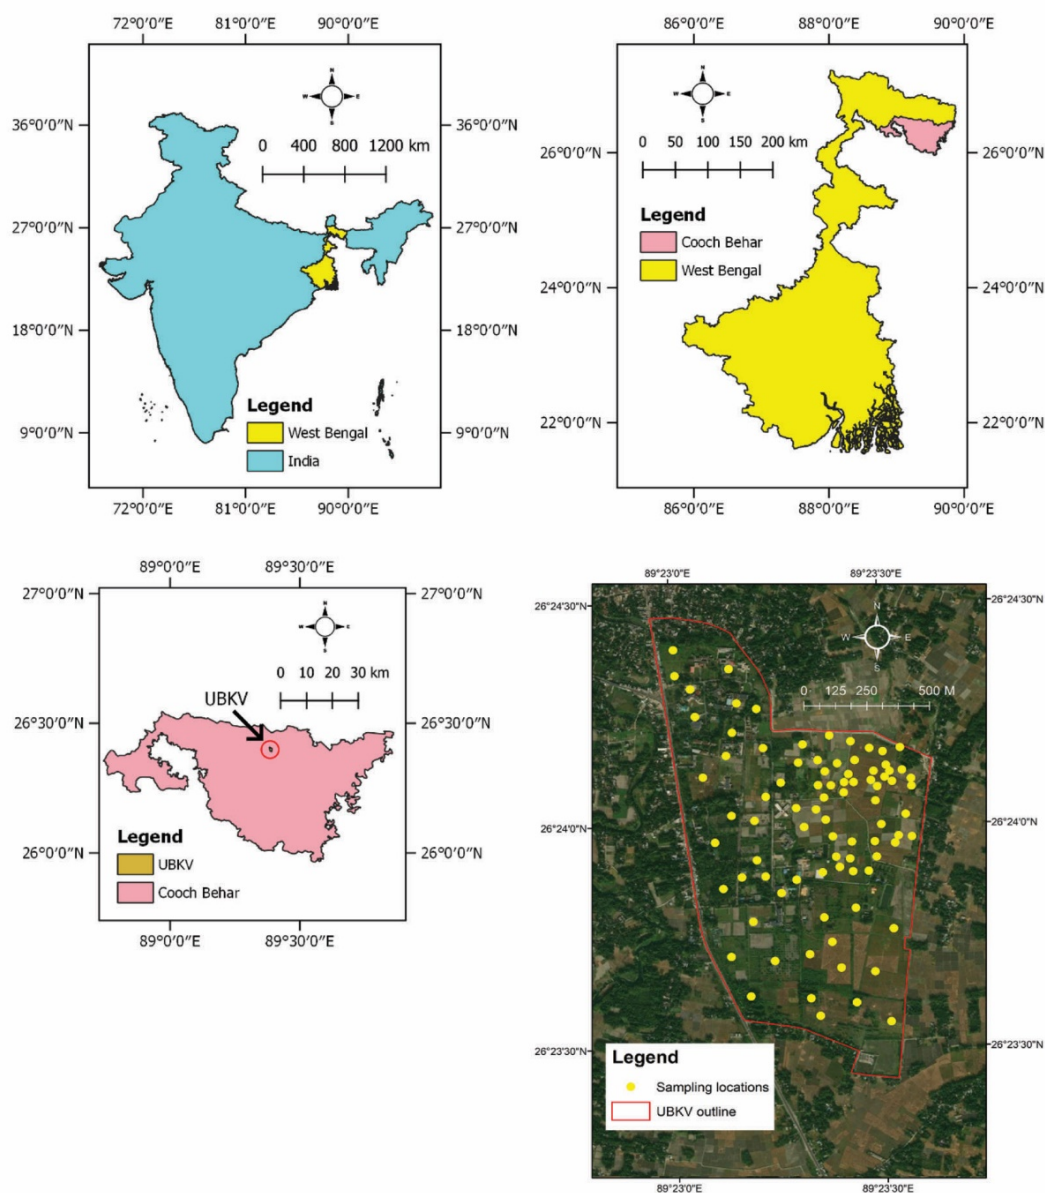 72°0′0″E 81°0′0″E 90°0′0″E
N
W E
S
36°0′0″N 36°0′0″N
0 400 800 1200 km
27°0′0″N 27°0′0″N
18°0′0″N 18°0′0″N
Legend
West Bengal
India
9°0′0″N 9°0′0″N
72°0′0″E 81°0′0″E 90°0′0″E
86°0′0″E 88°0′0″E 90°0′0″E
N
W E
S
0 50 100 150 200 km
26°0′0″N 26°0′0″N
Legend
Cooch Behar
West Bengal
24°0′0″N 24°0′0″N
22°0′0″N 22°0′0″N
86°0′0″E 88°0′0″E 90°0′0″E
89°0′0″E 89°30′0″E
27°0′0″N 27°0′0″N
N
W E
S
0 10 20 30 km
UBKV
26°30′0″N 26°30′0″N
Legend
UBKV
Cooch Behar
26°0′0″N 26°0′0″N
89°0′0″E 89°30′0″E
89°23'0"E 89°23'30"E
26°24'30"N 26°24'30"N
N
W E
S
0 125 250 500 M
26°24'0"N 26°24'0"N
26°23'30"N 26°23'30"N
Legend
Sampling locations
UBKV outline
89°23'0"E 89°23'30"E